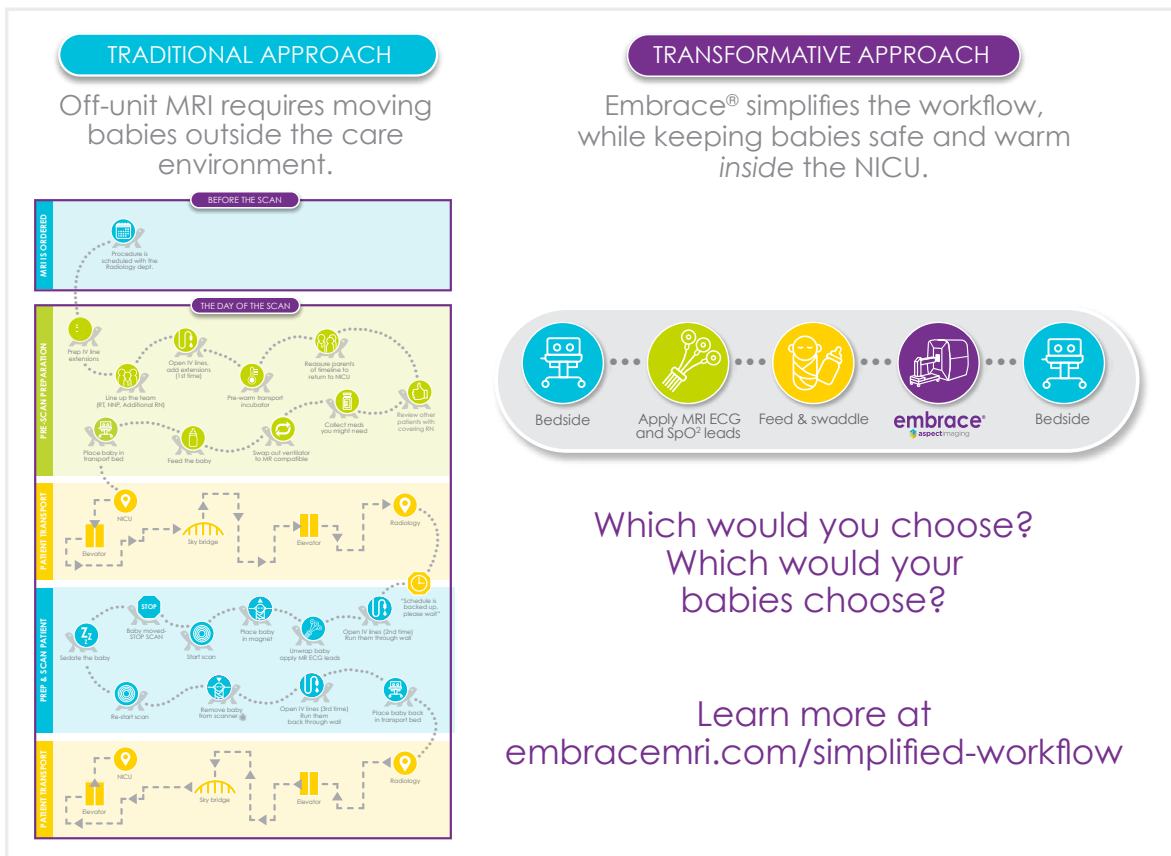 TRADITIONAL APPROACH
Off-unit MRI requires moving
babies outside the care
environment.
BEFORE THE SCAN
MRI IS ORDERED
Procedure is
scheduled with the
Radiology dept.
THE DAY OF THE SCAN
PRE-SCAN PREPARATION
Prep IV line
extensions
Line up the team
(RT, NNP, Additional RN)
Open IV lines,
add extensions
(1st time)
Pre-warm transport
incubator
Reassure parents
of timeline to
return to NICU
Review other
patients with
covering RN
Collect meds
you might need
Swap out ventilator
to MR compatible
Feed the baby
Place baby in
transport bed
PATIENT TRANSPORT
NICU
Elevator
Sky bridge
Elevator
Radiology
PREP & SCAN PATIENT
"Schedule is
backed up,
please wait"
Open IV lines (2nd time)
Run them through wall
Unwrap baby
apply MR ECG leads
Place baby
in magnet
Start scan
STOP
Baby moved-
STOP SCAN
ZZZ
Sedate the baby
Re-start scan
Remove baby
from scanner
Open IV lines (3rd time)
Run them
back through wall
Place baby back
in transport bed
PATIENT TRANSPORT
Radiology
Elevator
Sky bridge
NICU
Elevator
TRANSFORMATIVE APPROACH
Embrace® simplifies the workflow,
while keeping babies safe and warm
inside the NICU.
Bedside
Apply MRI ECG
and SpO² leads
Feed & swaddle
embrace®
aspectimaging
Bedside
Which would you choose?
Which would your
babies choose?
Learn more at
embracemri.com/simplified-workflow